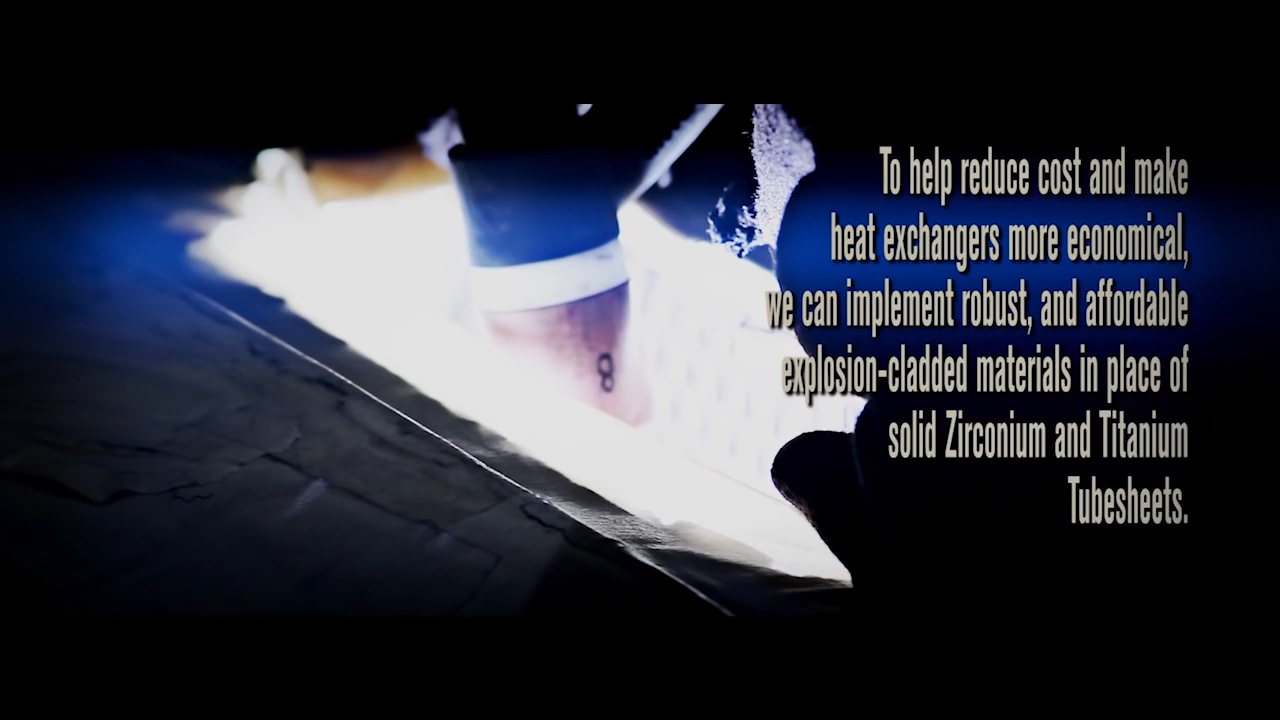 To help reduce cost and make
heat exchangers more economical,
we can implement robust, and affordable
explosion-cladded materials in place of
solid Zirconium and Titanium
Tubesheets.
8